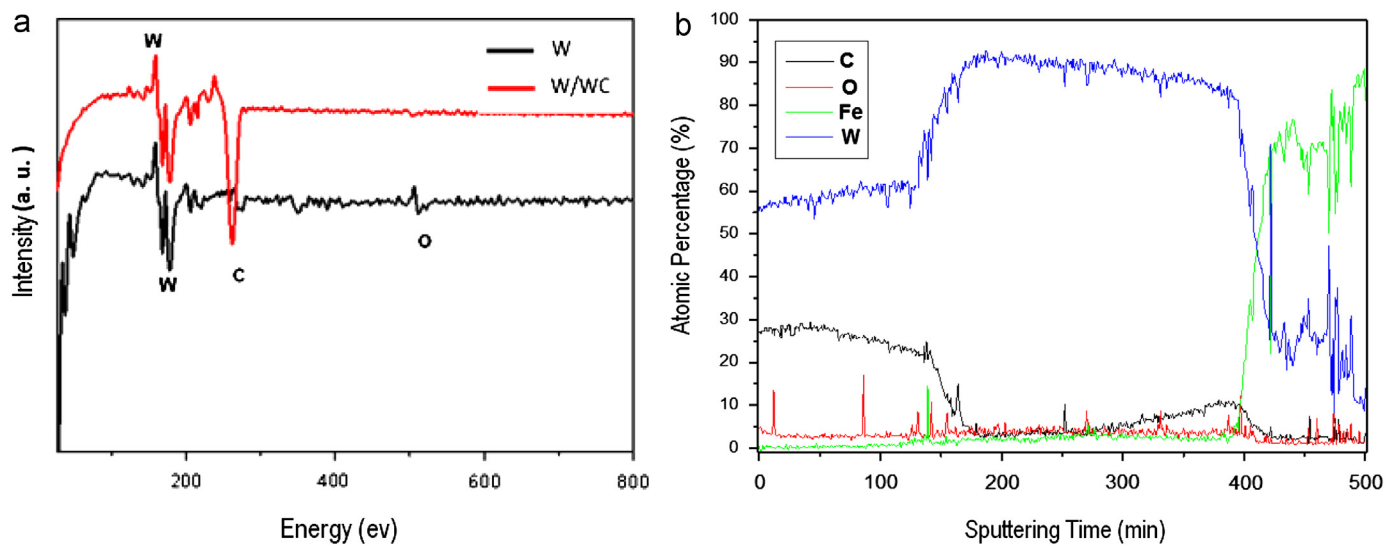 a
W
W/WC
W
W
C
O
Intensity (a. u.)
200
400
600
800
Energy (ev)
b
C
O
Fe
W
100
90
80
70
60
50
40
30
20
10
0
Atomic Percentage (%)
0
100
200
300
400
500
Sputtering Time (min)